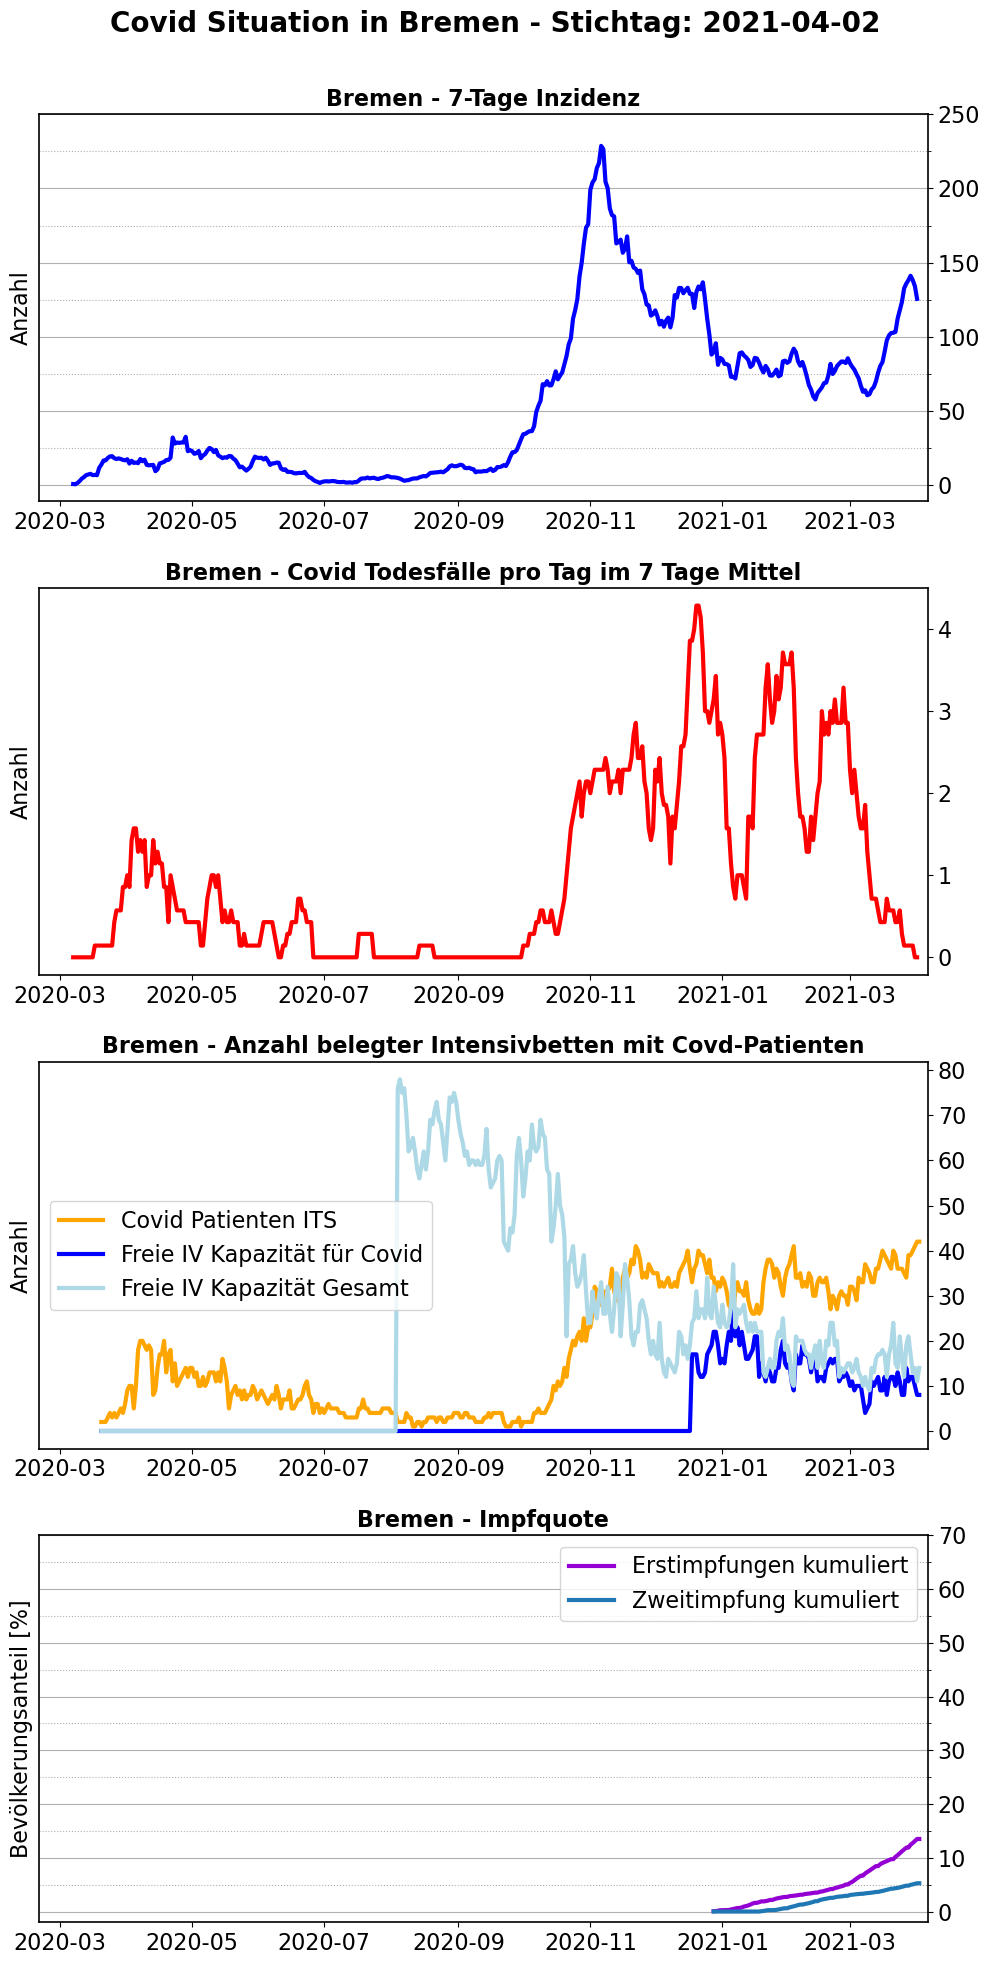 Covid Situation in Bremen - Stichtag: 2021-04-02
Bremen - 7-Tage Inzidenz
Anzahl
250
200
150
100
50
0
2020-03 2020-05 2020-07 2020-09 2020-11 2021-01 2021-03
Bremen - Covid Todesfälle pro Tag im 7 Tage Mittel
Anzahl
4
3
2
1
0
2020-03 2020-05 2020-07 2020-09 2020-11 2021-01 2021-03
Bremen - Anzahl belegter Intensivbetten mit Covd-Patienten
Anzahl
80
70
60
50
40
30
20
10
0
Covid Patienten ITS
Freie IV Kapazität für Covid
Freie IV Kapazität Gesamt
2020-03 2020-05 2020-07 2020-09 2020-11 2021-01 2021-03
Bremen - Impfquote
Bevölkerungsanteil [%]
70
60
50
40
30
20
10
0
Erstimpfungen kumuliert
Zweitimpfung kumuliert
2020-03 2020-05 2020-07 2020-09 2020-11 2021-01 2021-03